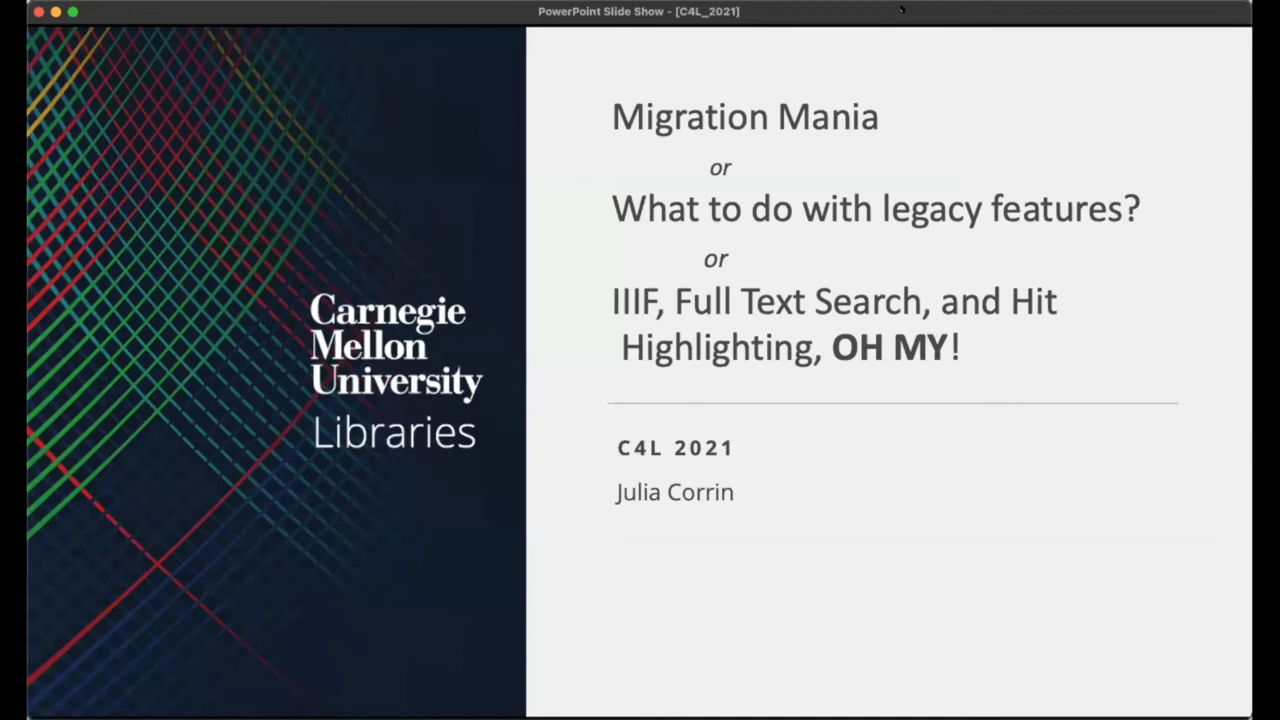 PowerPoint Slide Show - [C4L_2021]
Carnegie
Mellon
University
Libraries
Migration Mania
or
What to do with legacy features?
or
IIIF, Full Text Search, and Hit
Highlighting, OH MY!
C4L 2021
Julia Corrin